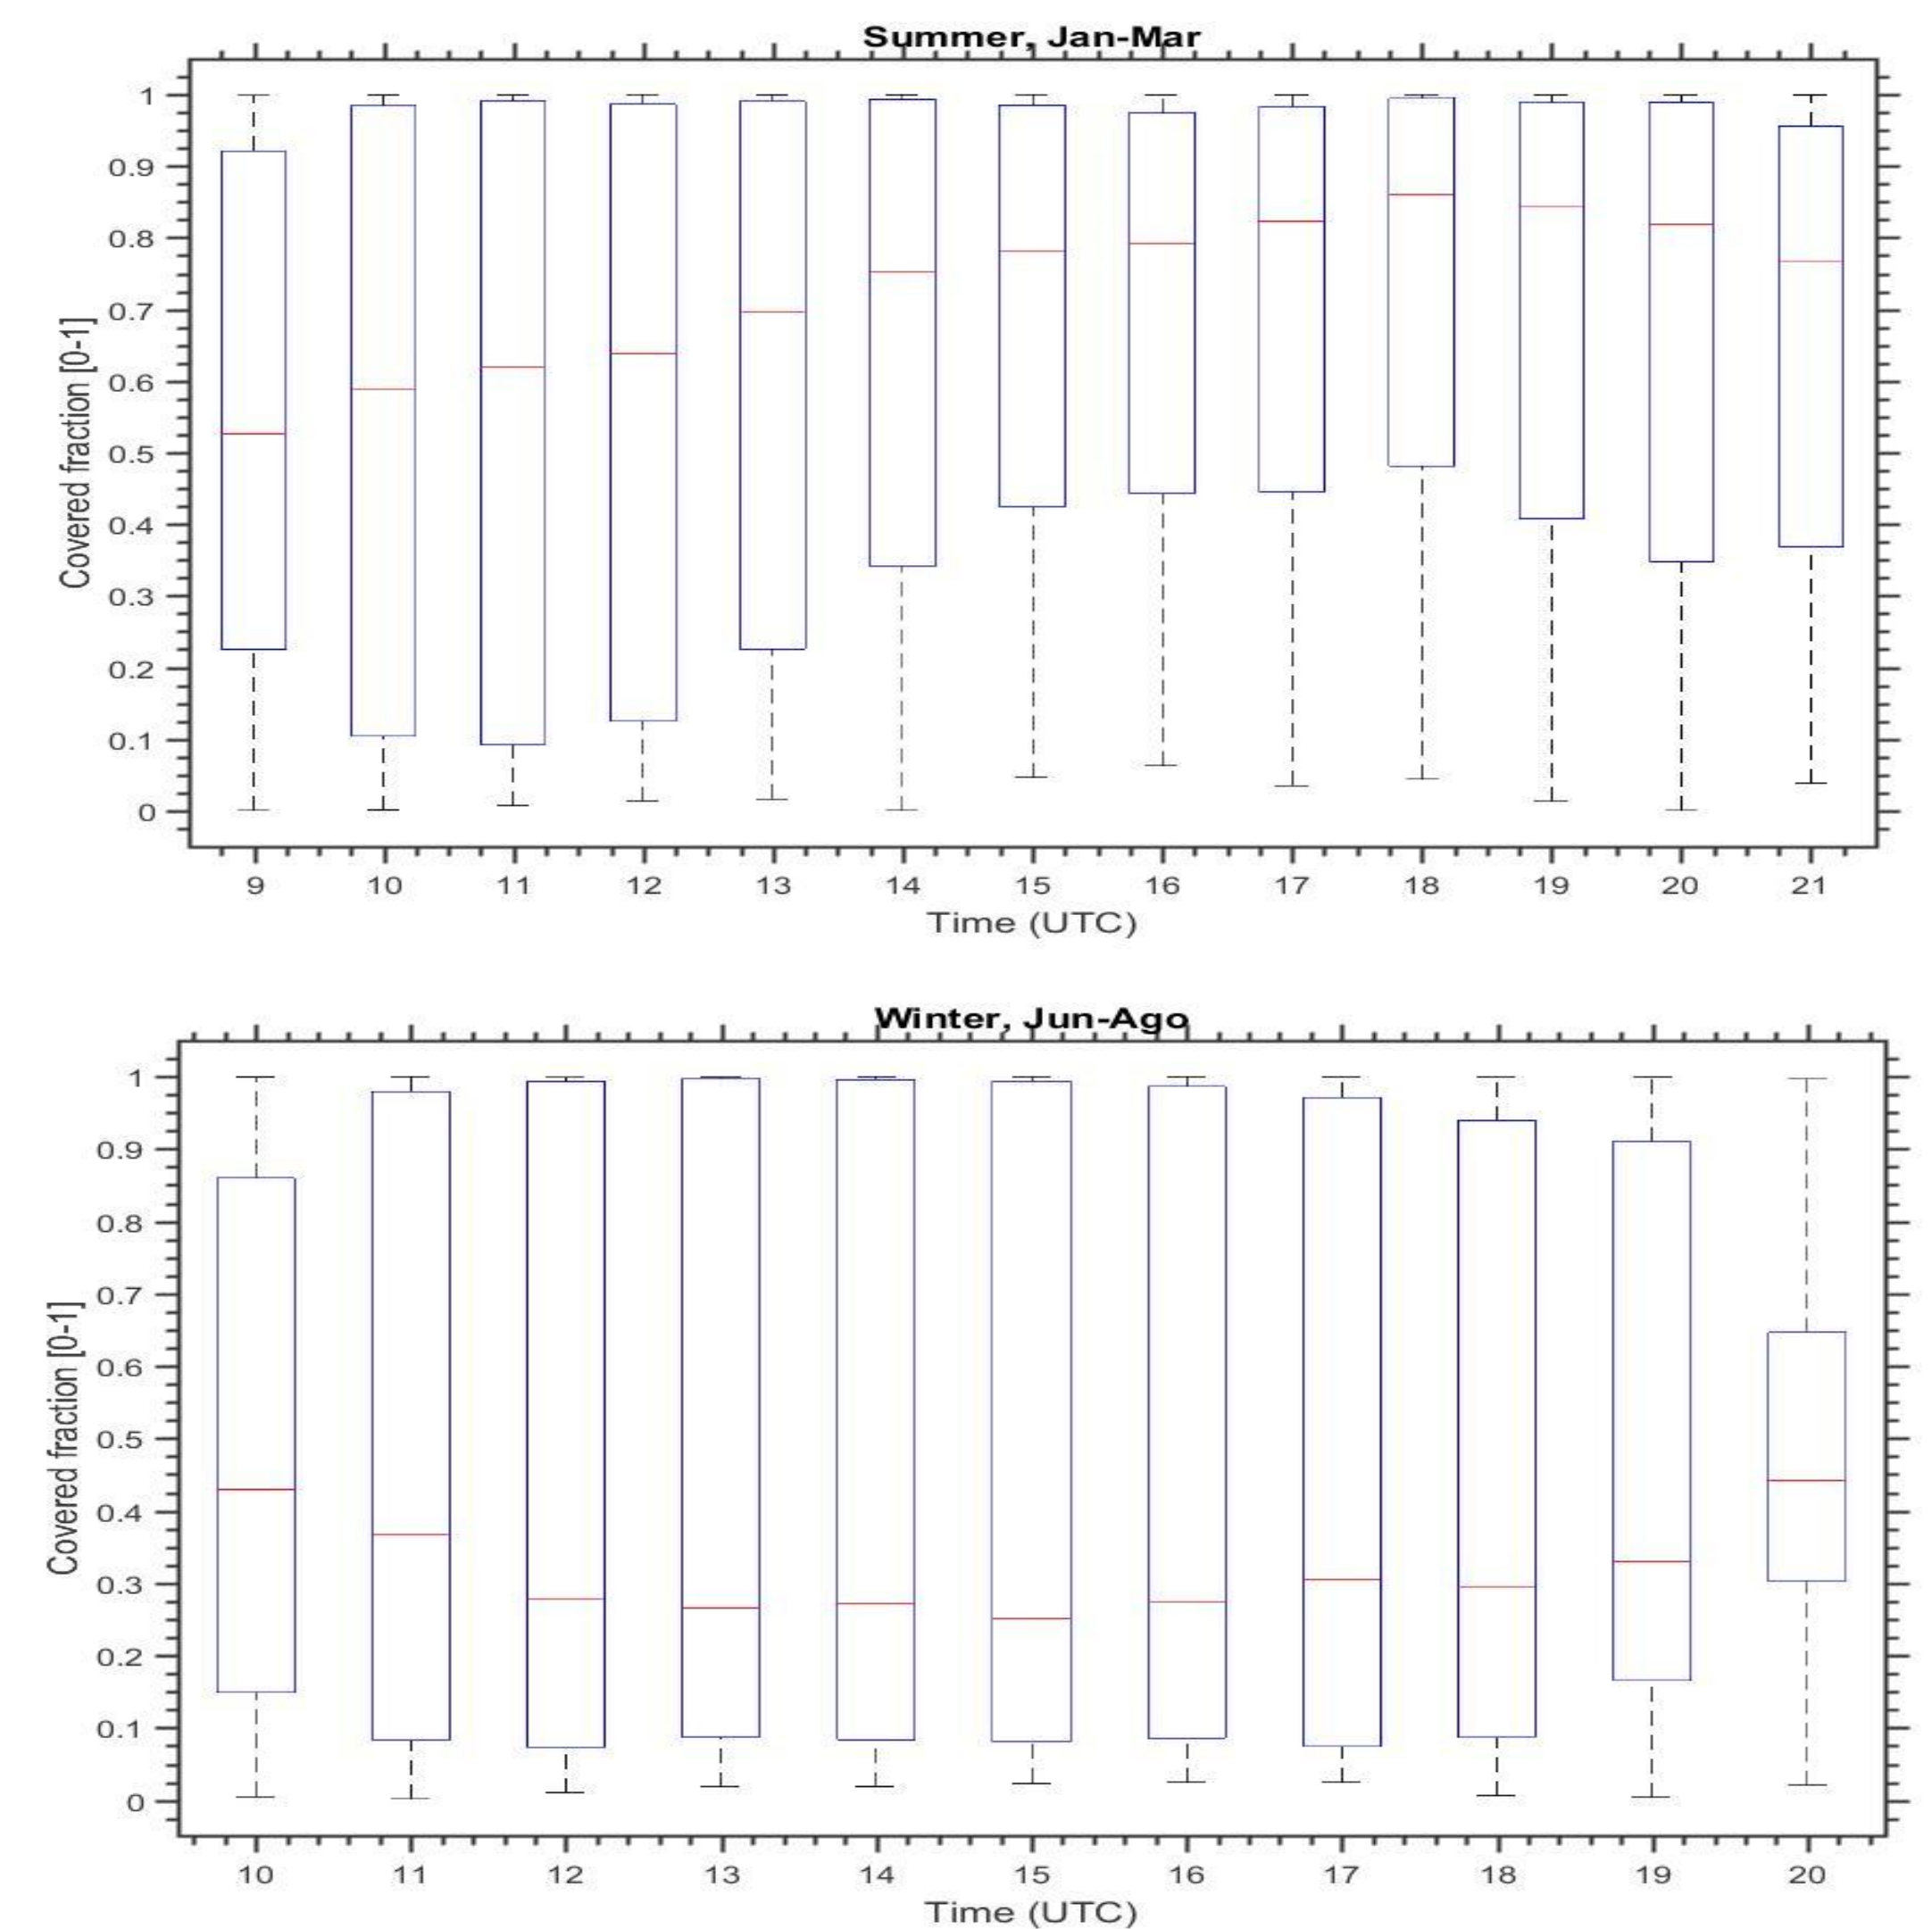 Summer, Jan-Mar
Covered fraction [0-1]
1
0.9
0.8
0.7
0.6
0.5
0.4
0.3
0.2
0.1
0
9 10 11 12 13 14 15 16 17 18 19 20 21
Time (UTC)
Winter, Jun-Ago
Covered fraction [0-1]
1
0.9
0.8
0.7
0.6
0.5
0.4
0.3
0.2
0.1
0
10 11 12 13 14 15 16 17 18 19 20
Time (UTC)